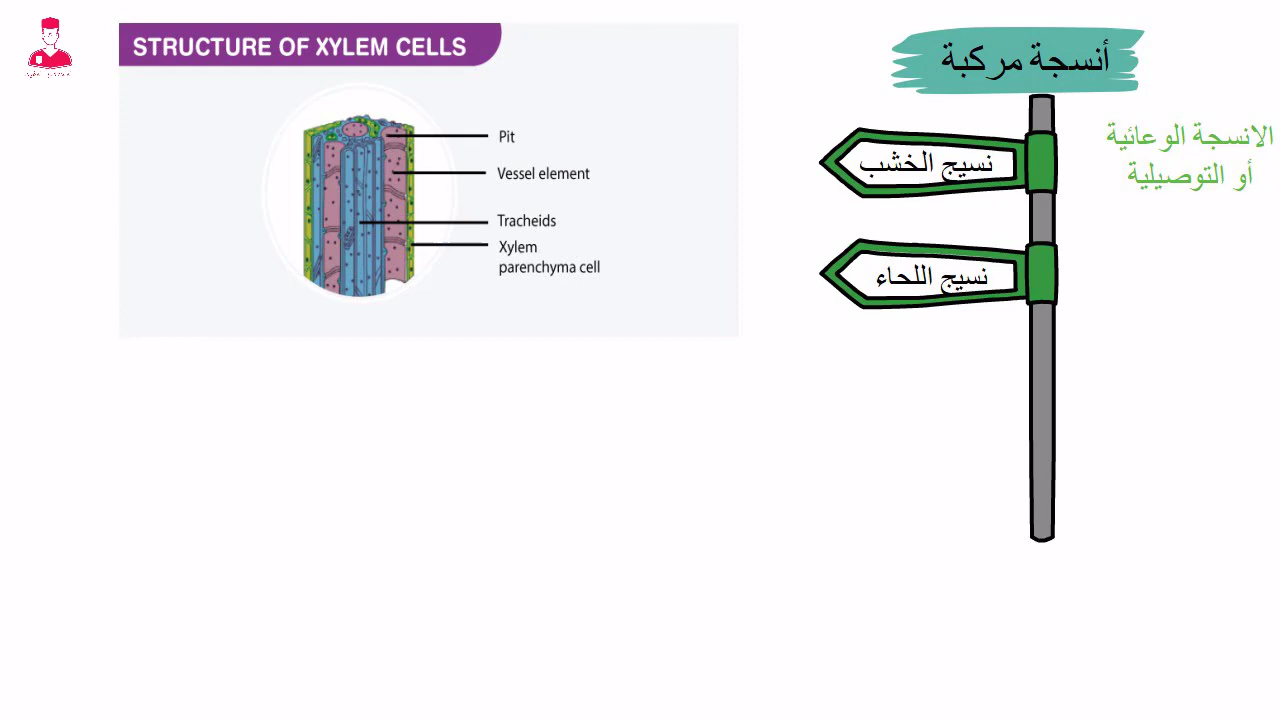 STRUCTURE OF XYLEM CELLS
Pit
Vessel element
Tracheids
Xylem
parenchyma cell
أنسجة مركبة
الانسجة الوعائية
أو التوصيلية
نسيج الخشب
نسيج اللحاء